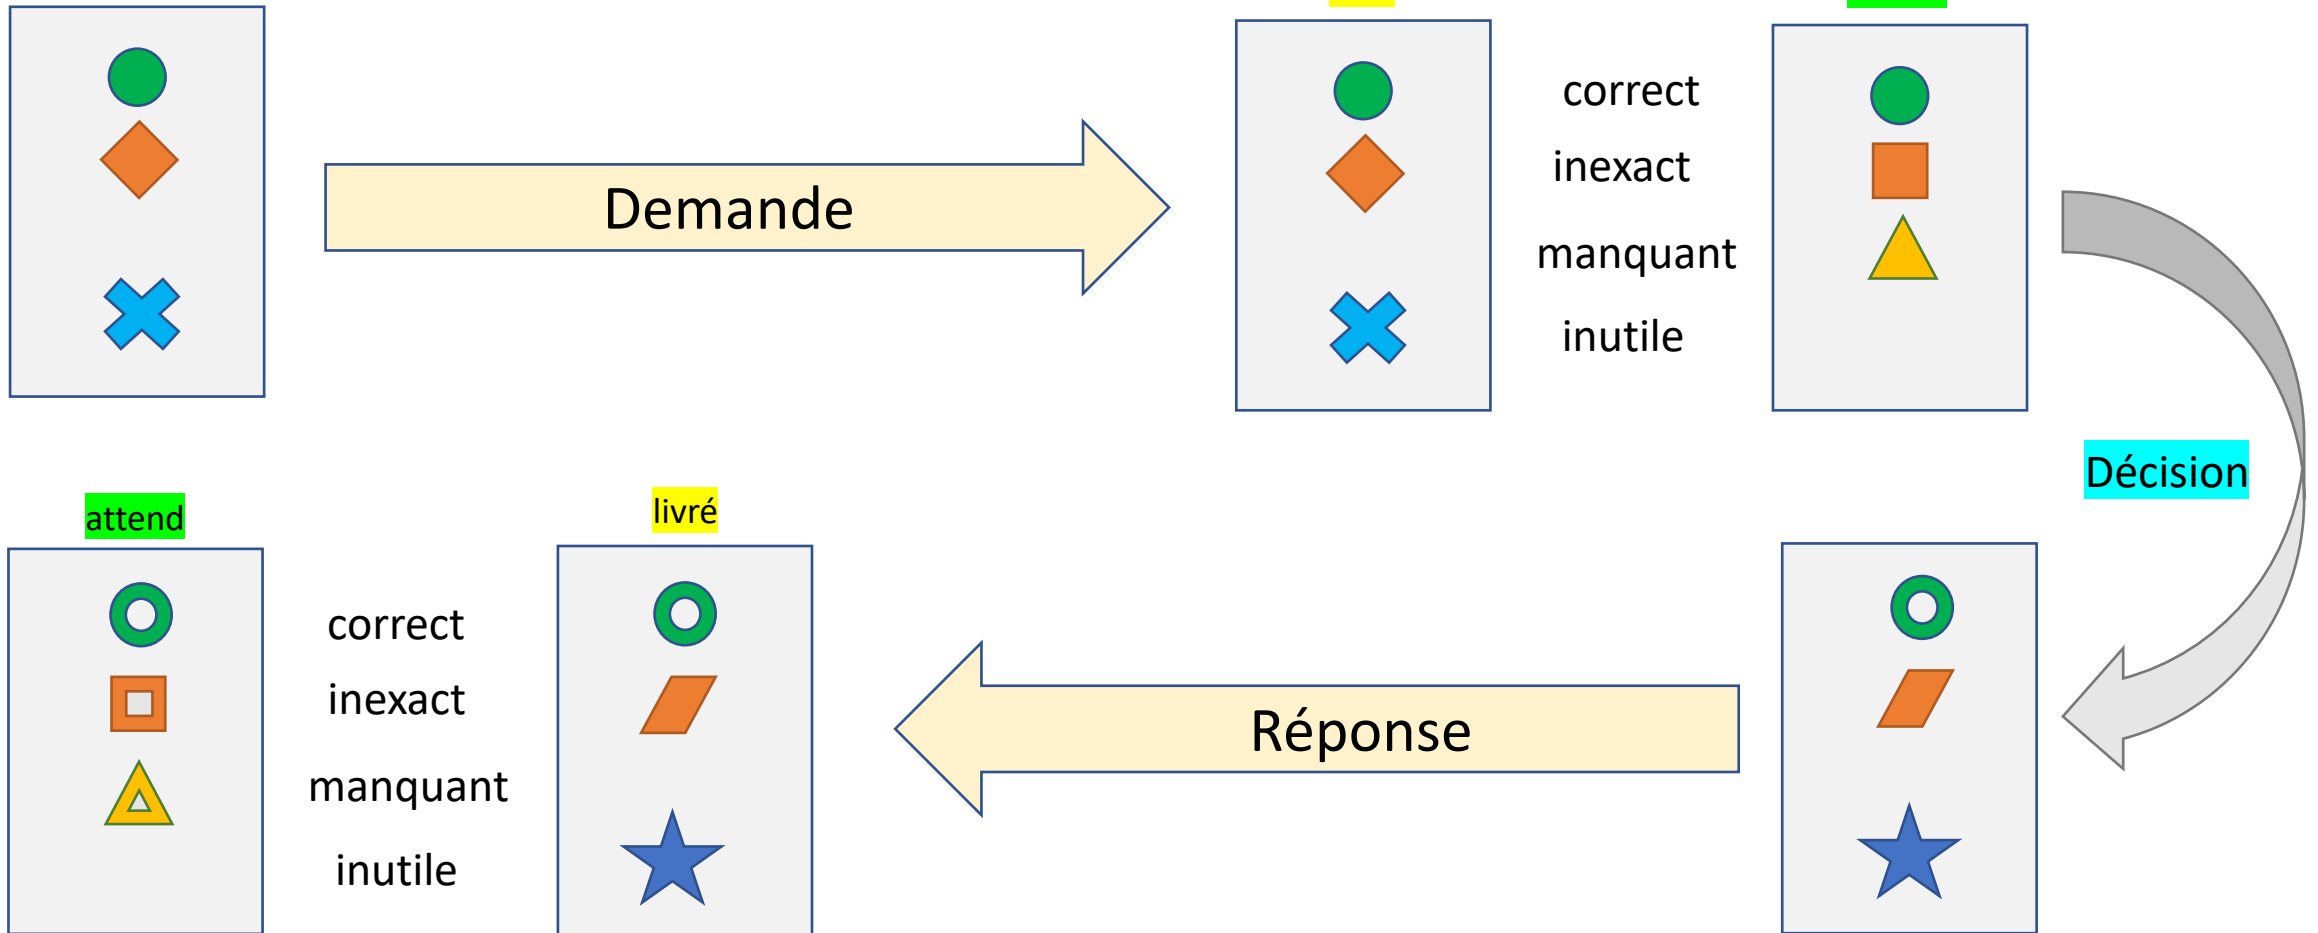 correct
inexact
Demande
manquant
inutile
Décision
attend
livré
correct
inexact
Réponse
manquant
inutile